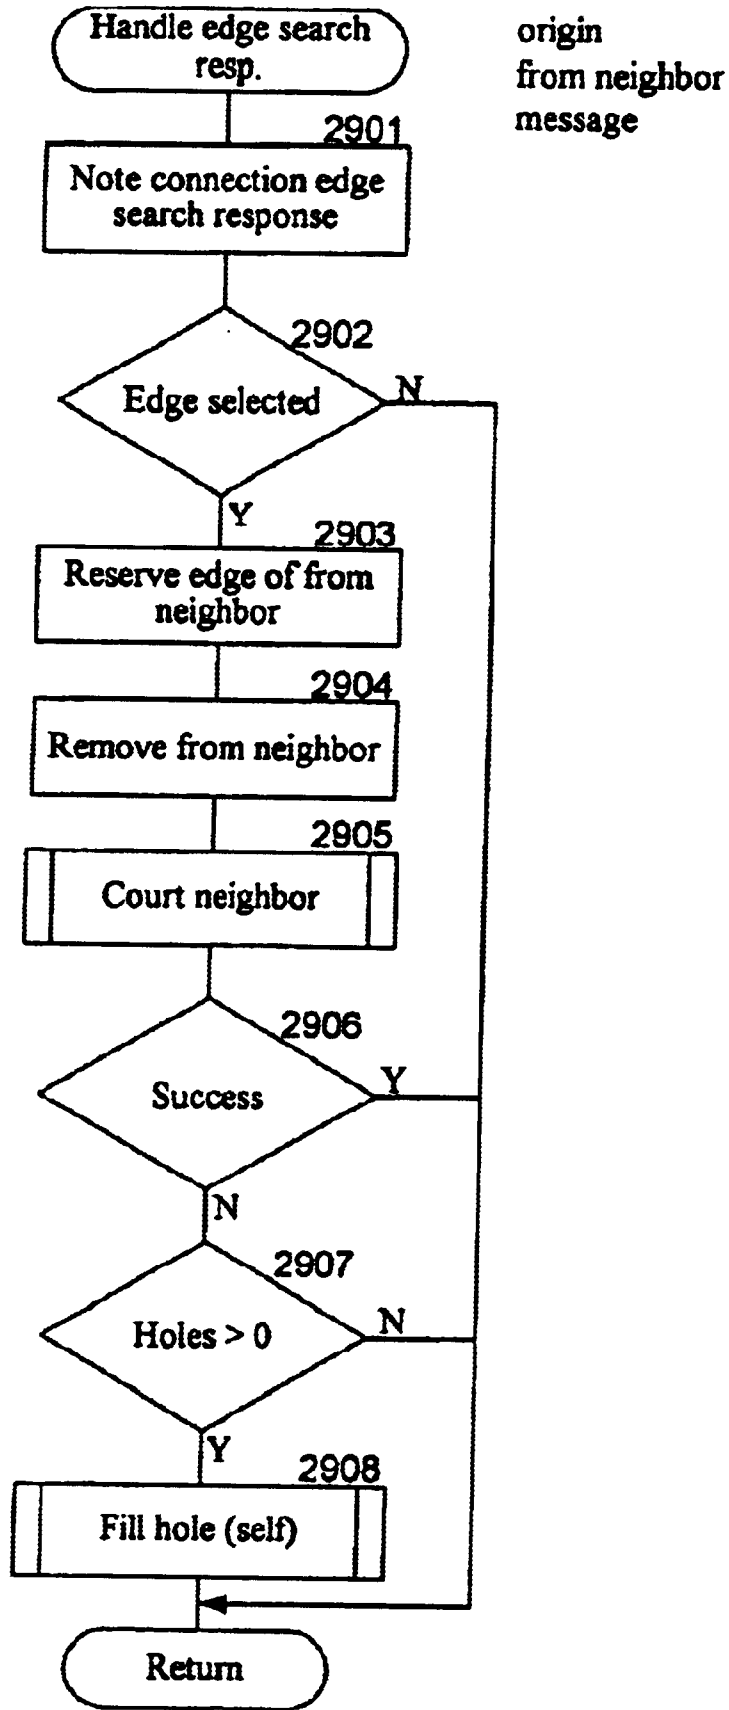 Handle edge search
resp.
origin
from neighbor
message
2901
Note connection edge
search response
2902
Edge selected
N
Y
2903
Reserve edge of from
neighbor
2904
Remove from neighbor
2905
Court neighbor
2906
Success
Y
N
2907
Holes > 0
N
Y
2908
Fill hole (self)
Return